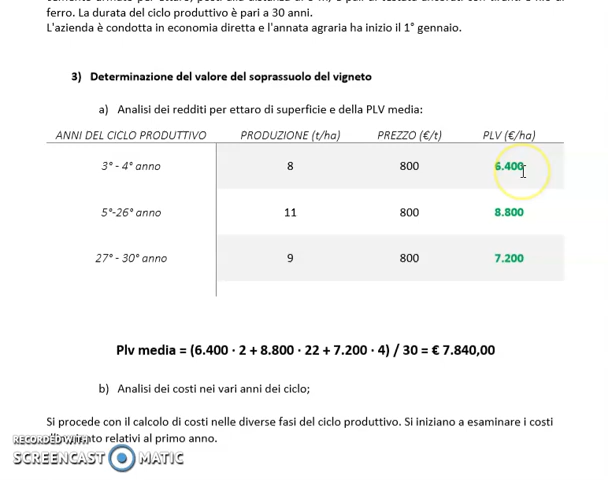 ferro. La durata del ciclo produttivo è pari a 30 anni.
L'azienda è condotta in economia diretta e l'annata agraria ha inizio il 1° gennaio.
3) Determinazione del valore del soprassuolo del vigneto
a) Analisi dei redditi per ettaro di superficie e della PLV media:
ANNI DEL CICLO PRODUTTIVO PRODUZIONE (t/ha) PREZZO (€/t) PLV (€/ha)
3° - 4° anno 8 800 6.400
5°-26° anno 11 800 8.800
27° - 30° anno 9 800 7.200
Plv media = (6.400 · 2 + 8.800 · 22 + 7.200 · 4) / 30 = € 7.840,00
b) Analisi dei costi nei vari anni del ciclo;
Si procede con il calcolo di costi nelle diverse fasi del ciclo produttivo. Si iniziano a esaminare i costi
relativi al primo anno.
RECORDED WITH
SCREENCAST MATIC